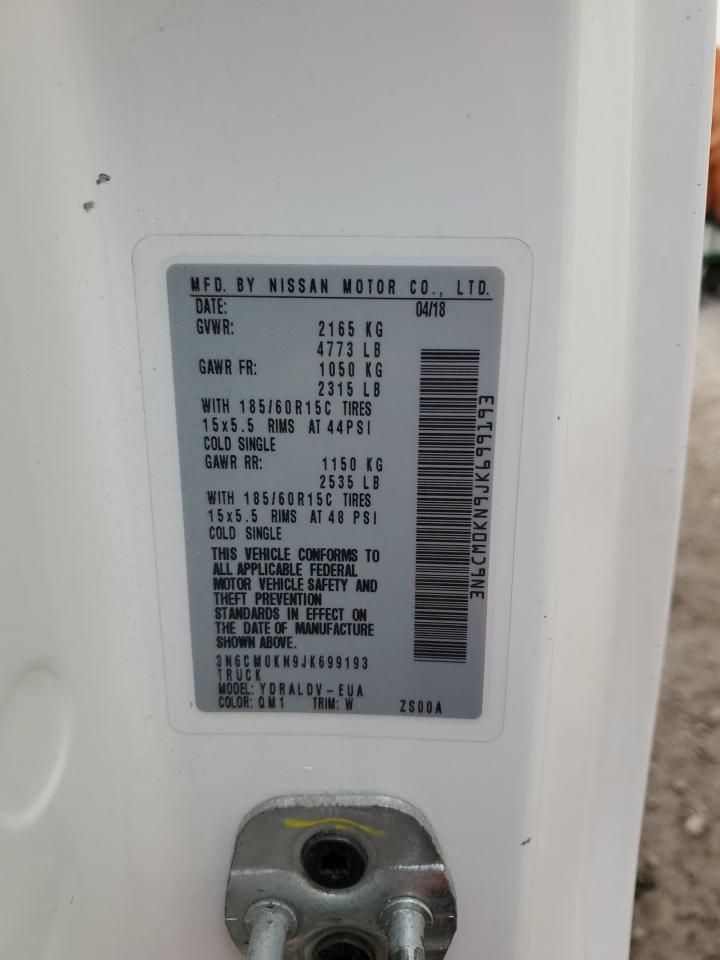 MFD. BY NISSAN MOTOR CO., LTD.
DATE: 04/18
GVWR: 2165 KG
4773 LB
GAWR FR: 1050 KG
2315 LB
WITH 185/60R15C TIRES
15x5.5 RIMS AT 44PSI
COLD SINGLE
GAWR RR: 1150 KG
2535 LB
WITH 185/60R15C TIRES
15x5.5 RIMS AT 48 PSI
COLD SINGLE
THIS VEHICLE CONFORMS TO
ALL APPLICABLE FEDERAL
MOTOR VEHICLE SAFETY AND
THEFT PREVENTION
STANDARDS IN EFFECT ON
THE DATE OF MANUFACTURE
SHOWN ABOVE.
3N6CM0KN9JK699193
TRUCK
MODEL: YDRALDV-EUA
COLOR: QM1 TRIM: W ZS00A
3N6CM0KN9JK699193